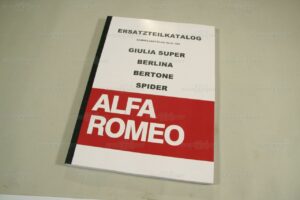 ERSATZTEILKATALOG
GIULIA SUPER
BERLINA
BERTONE
SPIDER
ALFA
ROMEO